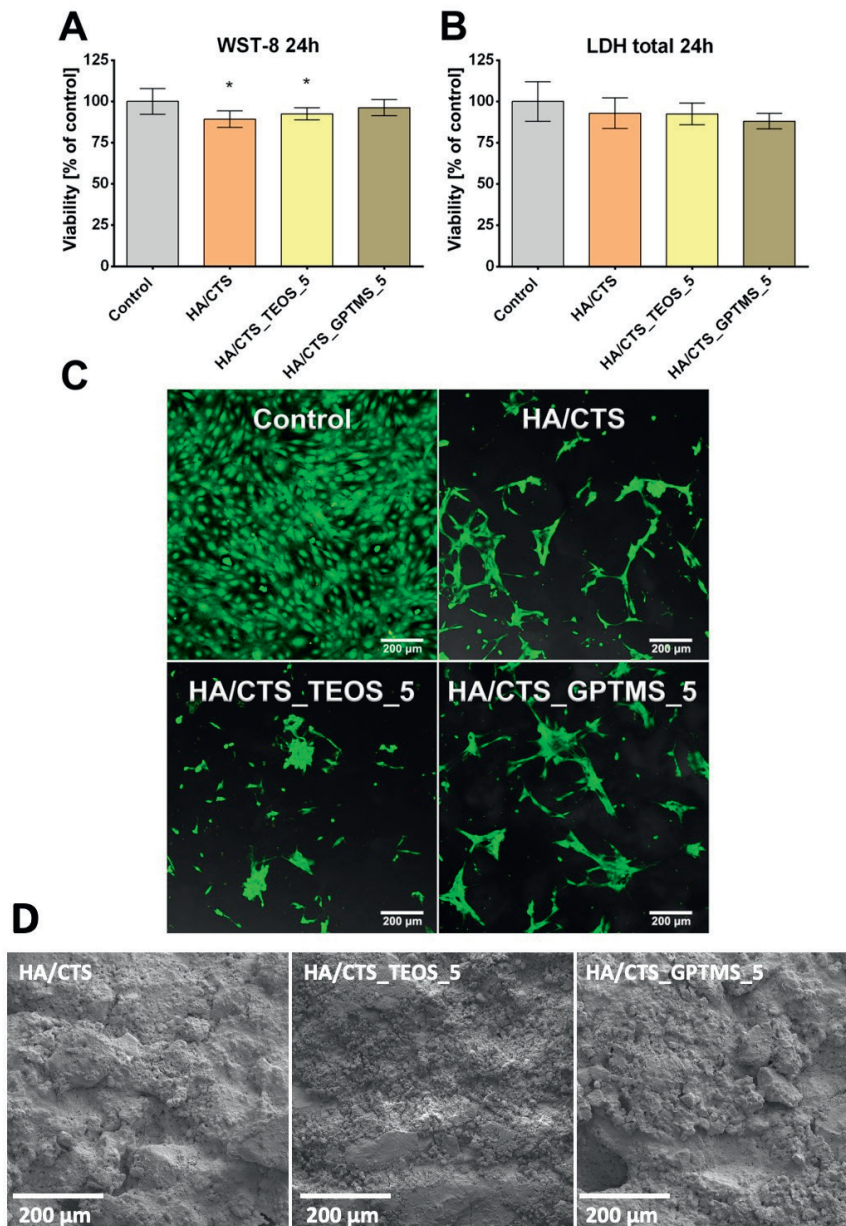 A
WST-8 24h
Viability [% of control]
125
100
75
50
25
0
*
*
Control
HA/CTS
HA/CTS_TEOS_5
HA/CTS_GPTMS_5
B
LDH total 24h
Viability [% of control]
125
100
75
50
25
0
Control
HA/CTS
HA/CTS_TEOS_5
HA/CTS_GPTMS_5
C
Control
200 µm
HA/CTS
200 µm
HA/CTS_TEOS_5
200 µm
HA/CTS_GPTMS_5
200 µm
D
HA/CTS
200 µm
HA/CTS_TEOS_5
200 µm
HA/CTS_GPTMS_5
200 µm